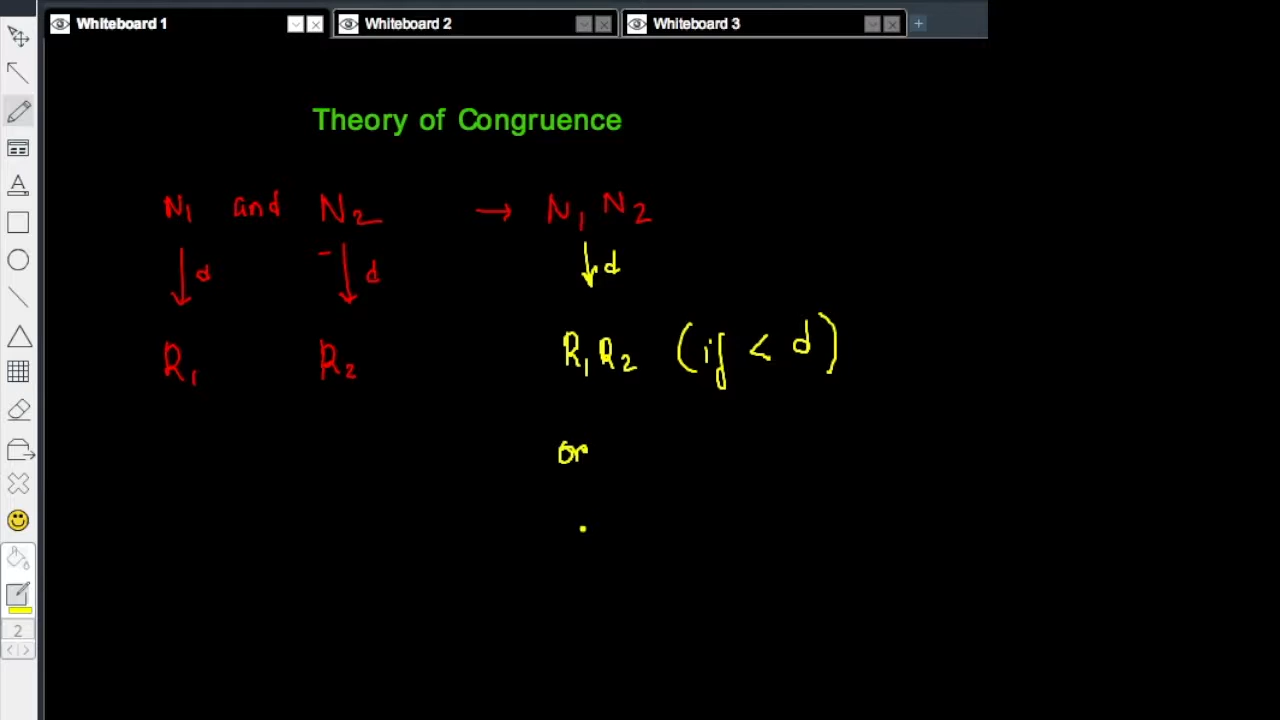 Whiteboard 1 Whiteboard 2 Whiteboard 3
Theory of Congruence
N1 and N2 → N1 N2
d d d
R1 R2 R1 R2 (if < d)
or
2